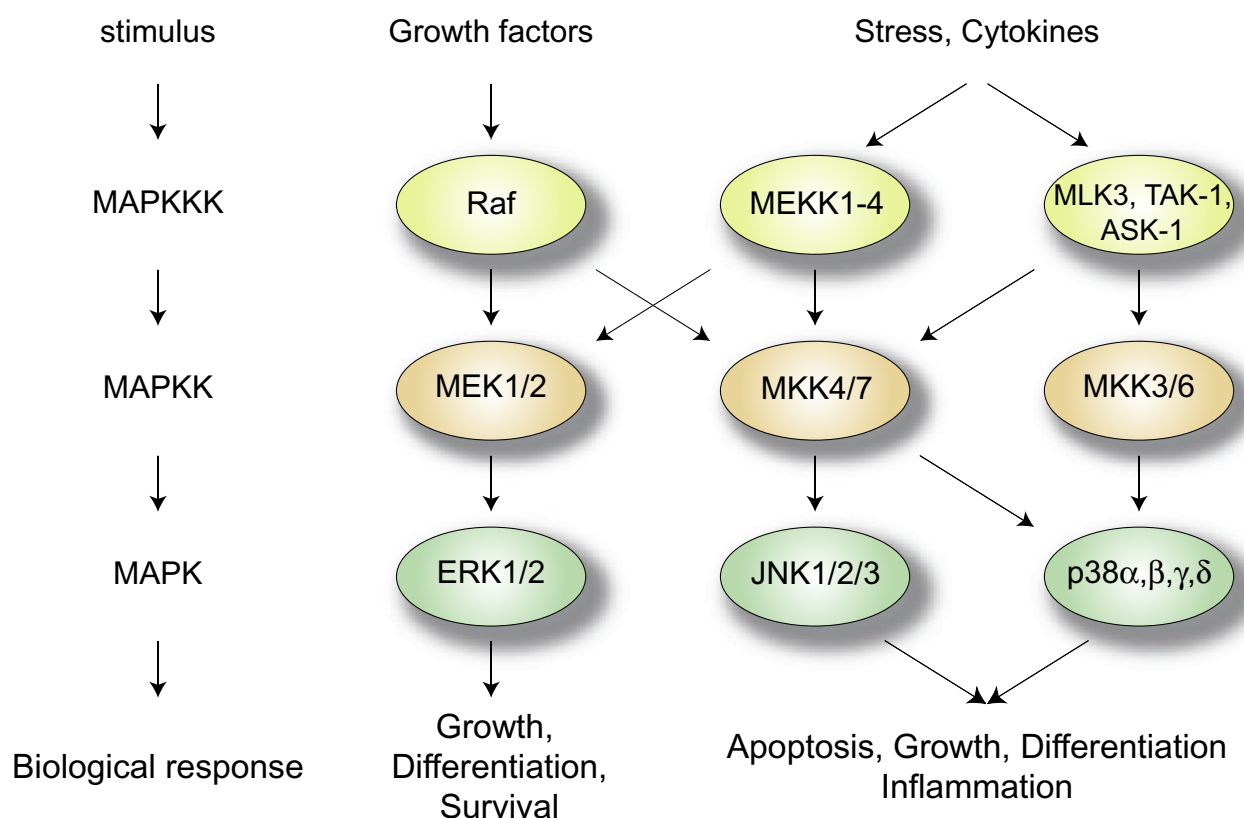 stimulus
Growth factors
Stress, Cytokines
MAPKKK
Raf
MEKK1-4
MLK3, TAK-1,
ASK-1
MAPKK
MEK1/2
MKK4/7
MKK3/6
MAPK
ERK1/2
JNK1/2/3
p38α,β,γ,δ
Biological response
Growth,
Differentiation,
Survival
Apoptosis, Growth, Differentiation
Inflammation